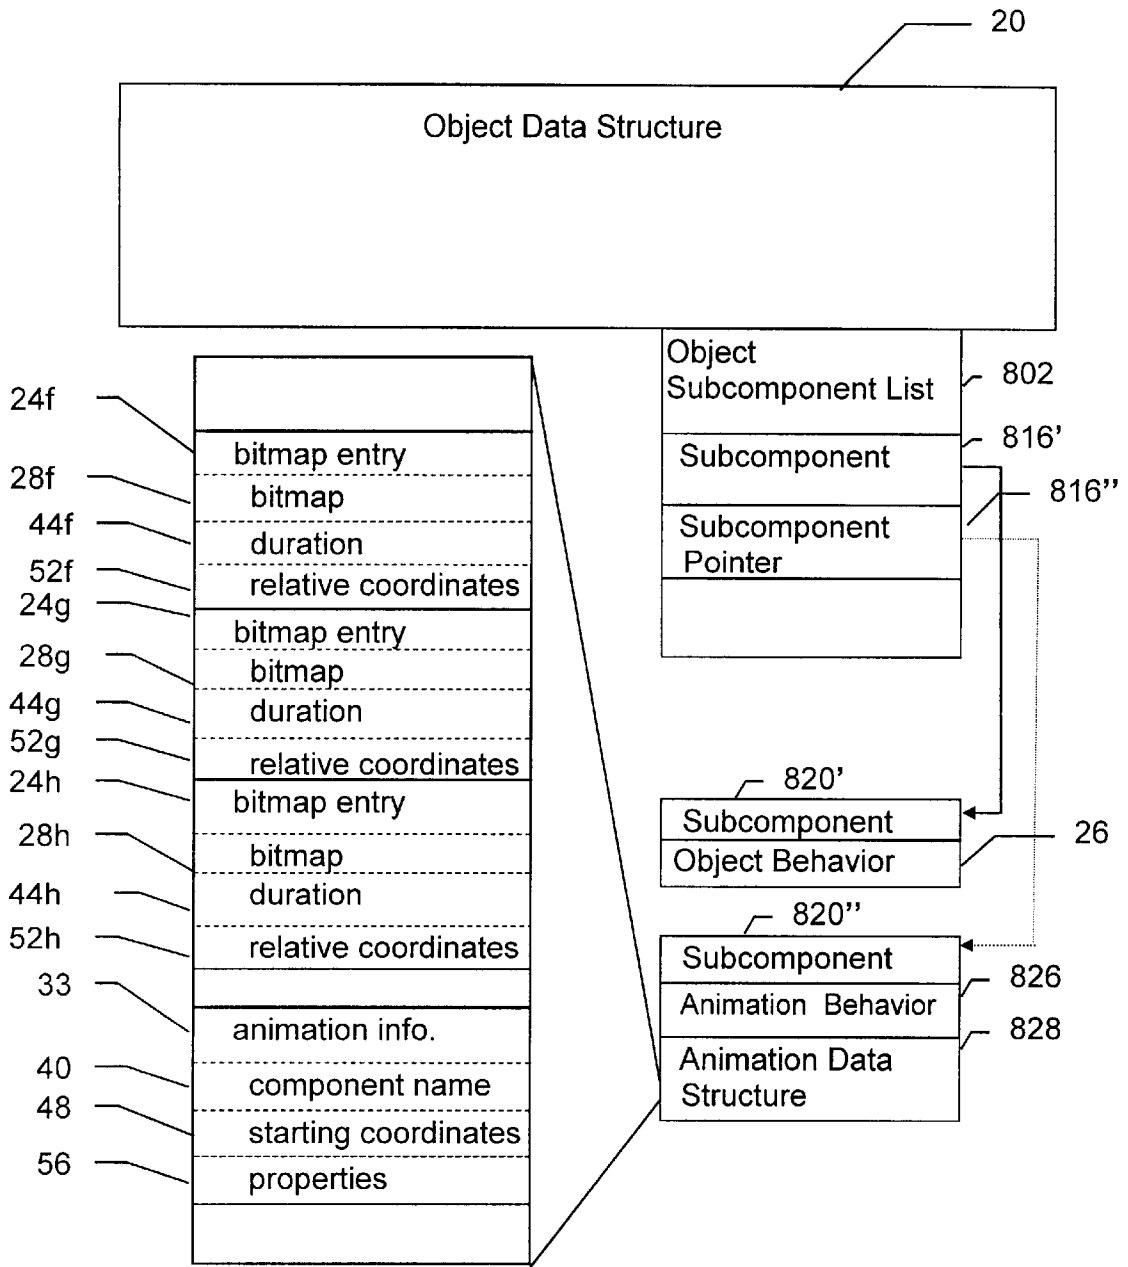 20
Object Data Structure
Object
Subcomponent List
802
816’
Subcomponent
816’’
Subcomponent
Pointer
24f
bitmap entry
28f
bitmap
44f
duration
52f
relative coordinates
24g
bitmap entry
28g
bitmap
44g
duration
52g
relative coordinates
24h
bitmap entry
28h
bitmap
44h
duration
52h
relative coordinates
33
animation info.
40
component name
48
starting coordinates
56
properties
820’
Subcomponent
26
Object Behavior
820’’
Subcomponent
826
Animation Behavior
828
Animation Data
Structure